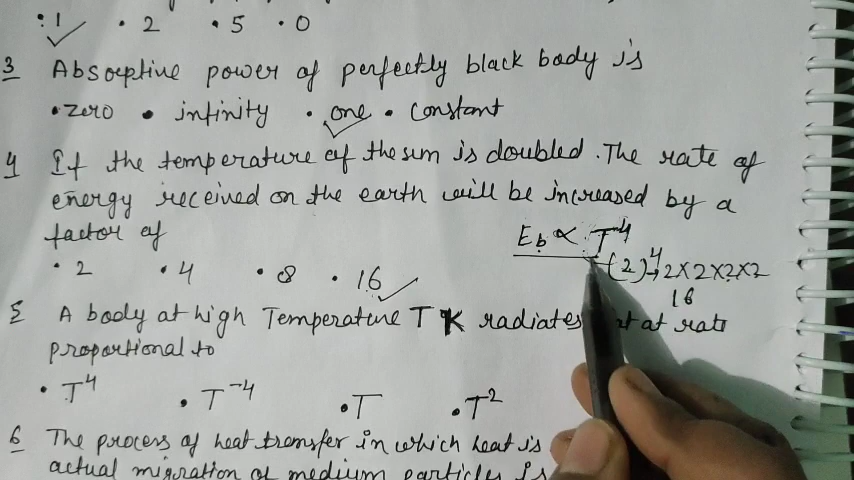 • 1 • 2 • 5 • 0
3 Absorptive power of perfectly black body is
• zero • infinity • one • constant
4 If the temperature of the sun is doubled. The rate of
energy received on the earth will be increased by a
factor of
Eb ∝ T⁴
• 2 • 4 • 8 • 16
(2)⁴ → 2×2×2×2
16
5 A body at high Temperature T K radiates at rate
proportional to
• T⁴ • T⁻⁴ • T • T²
6 The process of heat transfer in which heat is
actual migration of medium particles is